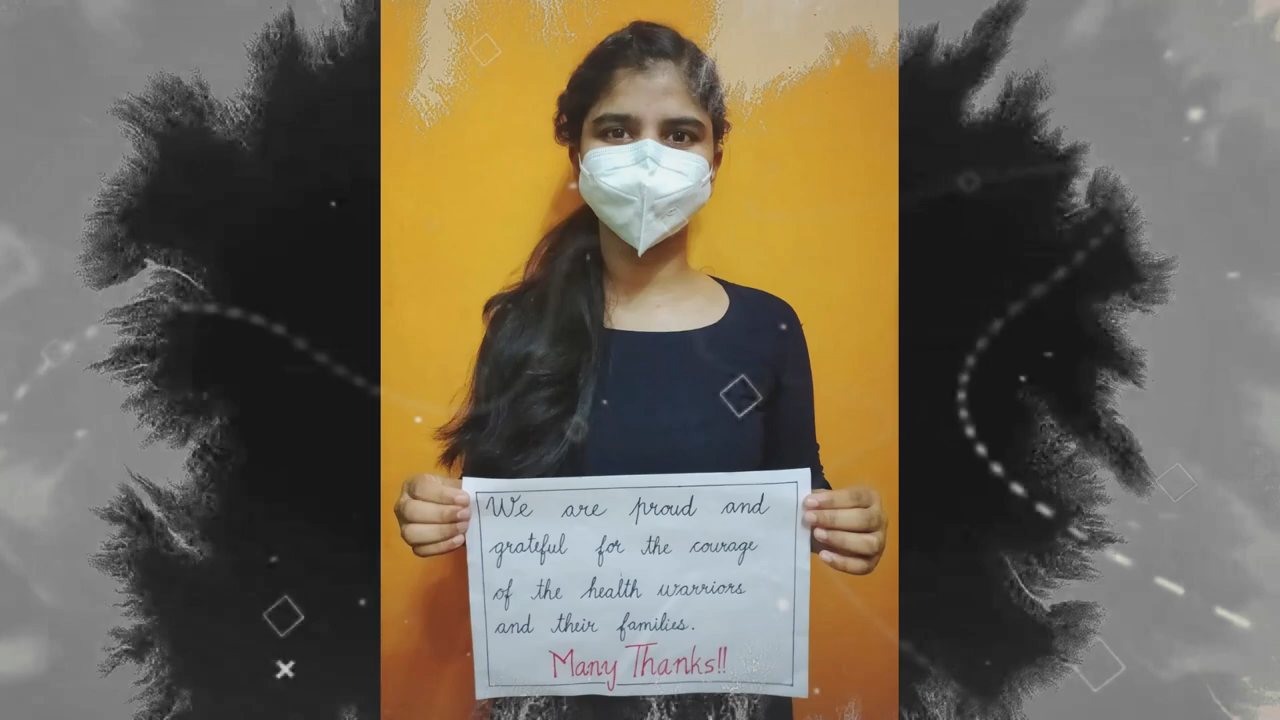 We are proud and
grateful for the courage
of the health warriors
and their families.
Many Thanks!!